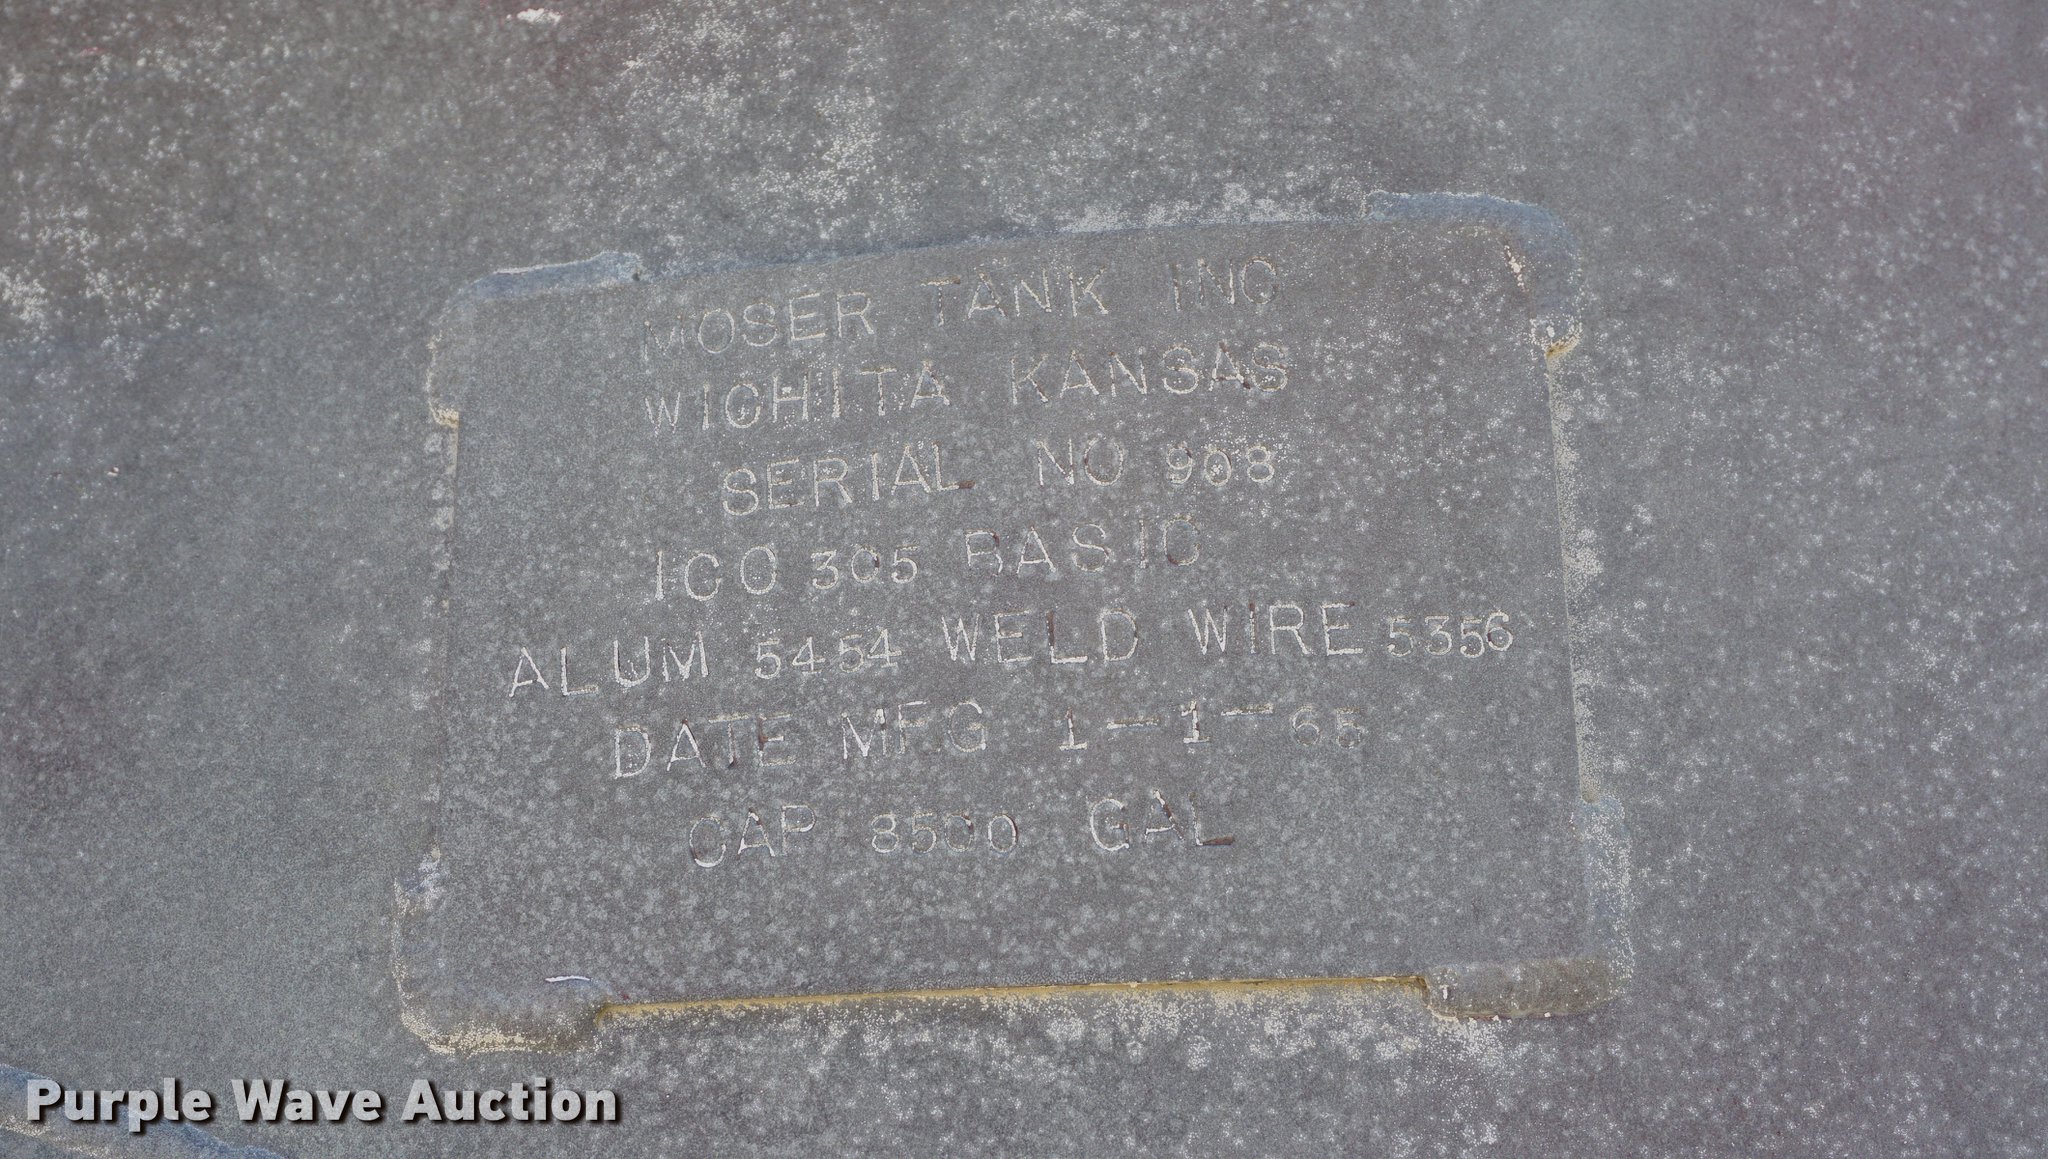 MOSER TANK INC
WICHITA KANSAS
SERIAL NO 908
ICC 305 BASIC
ALUM 5454 WELD WIRE 5356
DATE MFG 1-1-65
CAP 8500 GAL
Purple Wave Auction